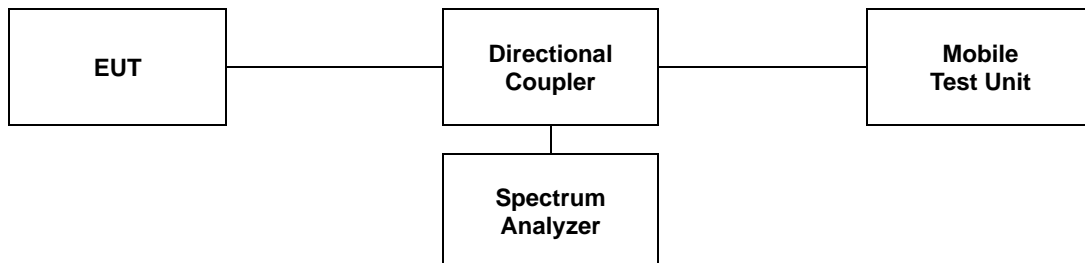 EUT
Directional
Coupler
Mobile
Test Unit
Spectrum
Analyzer